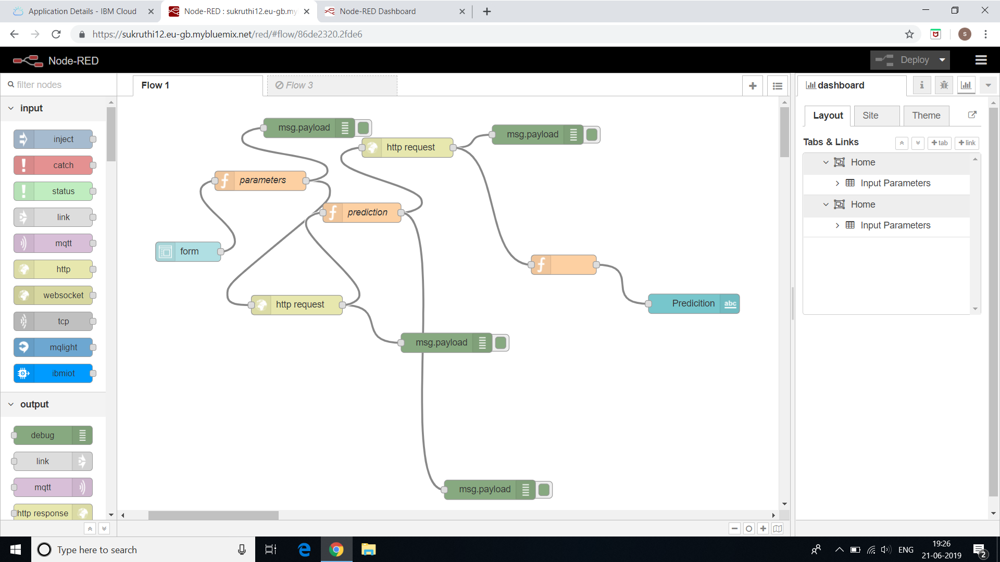 Application Details - IBM Cloud
Node-RED : sukruthi12.eu-gb.my
Node-RED Dashboard
https://sukruthi12.eu-gb.mybluemix.net/red/#flow/86de2320.2fde6
s
Node-RED
Deploy
filter nodes
Flow 1
Flow 3
dashboard
input
inject
catch
status
link
mqtt
http
websocket
tcp
mqlight
ibmiot
output
debug
link
mqtt
http response
msg.payload
msg.payload
http request
parameters
prediction
form
http request
Predicition
abc
msg.payload
msg.payload
Layout
Site
Theme
Tabs & Links
+tab
+link
Home
Input Parameters
Home
Input Parameters
Type here to search
ENG
19:26
21-06-2019
2